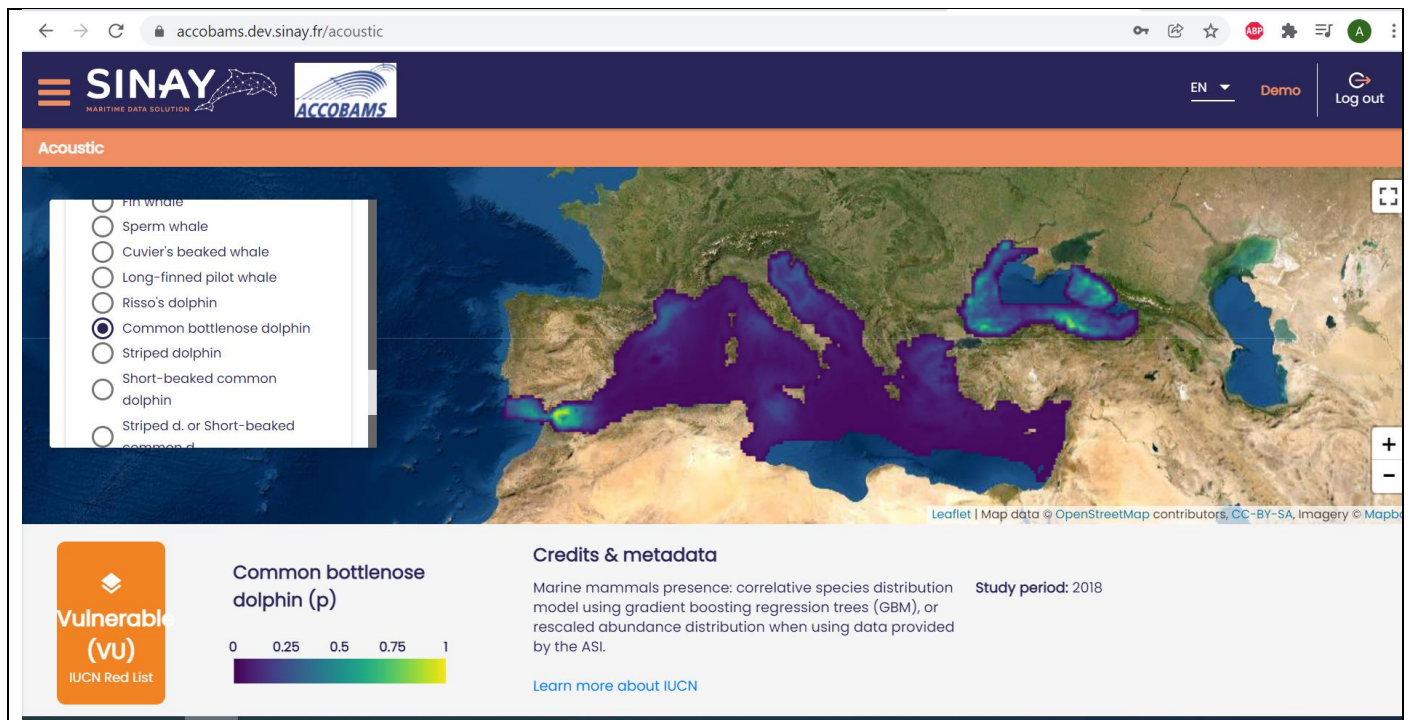 accobams.dev.sinay.fr/acoustic
ABP
A
SINAY
MARITIME DATA SOLUTION
ACCOBAMS
EN
Demo
Log out
Acoustic
Fin whale
Sperm whale
Cuvier's beaked whale
Long-finned pilot whale
Risso's dolphin
Common bottlenose dolphin
Striped dolphin
Short-beaked common
dolphin
Striped d. or Short-beaked
common d
+
−
Leaflet | Map data © OpenStreetMap contributors, CC-BY-SA, Imagery © Mapbo
Vulnerable
(VU)
IUCN Red List
Common bottlenose
dolphin (p)
0 0.25 0.5 0.75 1
Credits & metadata
Marine mammals presence: correlative species distribution
model using gradient boosting regression trees (GBM), or
rescaled abundance distribution when using data provided
by the ASI.
Learn more about IUCN
Study period: 2018